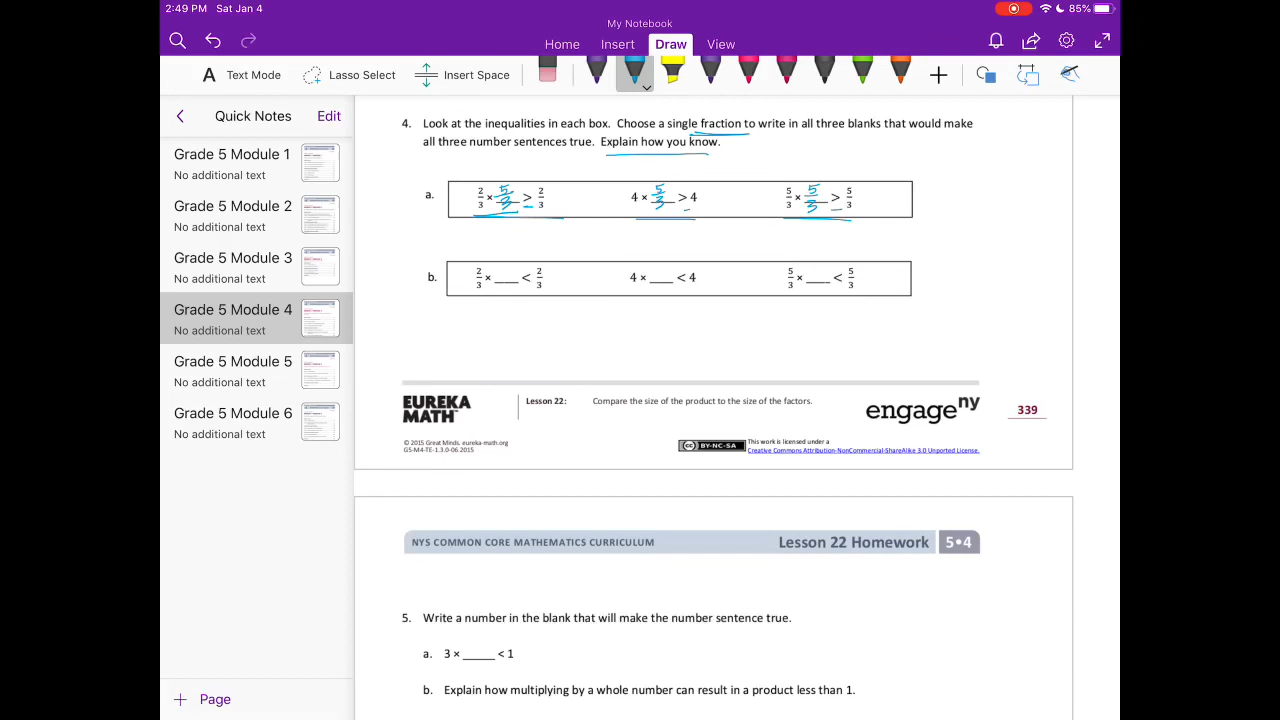 2:49 PM Sat Jan 4
85%
My Notebook
Home Insert Draw View
Text Mode Lasso Select Insert Space
Quick Notes Edit
Grade 5 Module 1
No additional text
Grade 5 Module 2
No additional text
Grade 5 Module 3
No additional text
Grade 5 Module 4
No additional text
Grade 5 Module 5
No additional text
Grade 5 Module 6
No additional text
Page
4. Look at the inequalities in each box. Choose a single fraction to write in all three blanks that would make
all three number sentences true. Explain how you know.
a. 2/3 × 5/3 > 2/3 4 × 5/3 > 4 5/3 × 5/3 > 5/3
b. 2/3 × ____ < 2/3 4 × ____ < 4 5/3 × ____ < 5/3
EUREKA
MATH
Lesson 22: Compare the size of the product to the size of the factors.
engageny
339
© 2015 Great Minds. eureka-math.org
G5-M4-TE-1.3.0-06.2015
cc BY-NC-SA
This work is licensed under a
Creative Commons Attribution-NonCommercial-ShareAlike 3.0 Unported License.
NYS COMMON CORE MATHEMATICS CURRICULUM Lesson 22 Homework 5•4
5. Write a number in the blank that will make the number sentence true.
a. 3 × _____ < 1
b. Explain how multiplying by a whole number can result in a product less than 1.